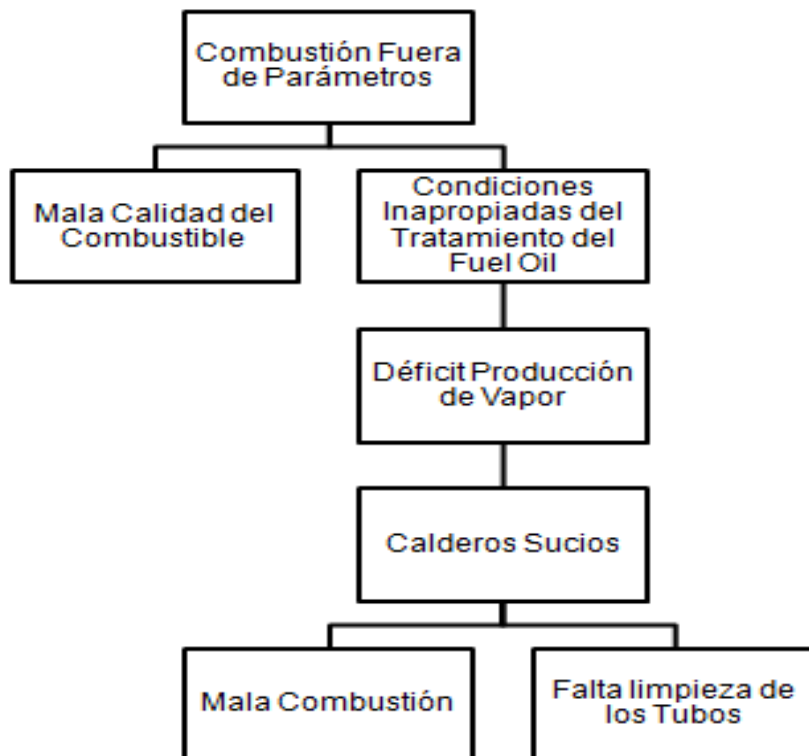 Combustión Fuera
de Parámetros
Mala Calidad del
Combustible
Condiciones
Inapropiadas del
Tratamiento del
Fuel Oil
Déficit Producción
de Vapor
Calderos Sucios
Mala Combustión
Falta limpieza de
los Tubos